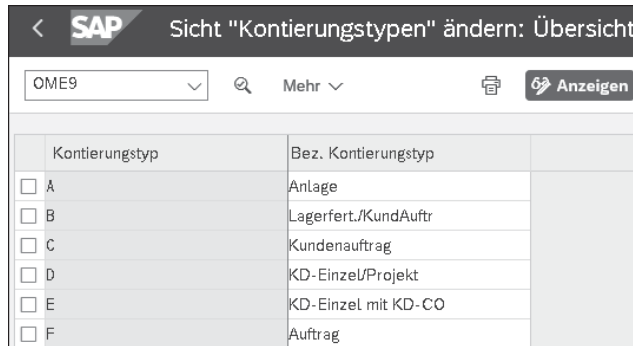 SAP Sicht "Kontierungstypen" ändern: Übersicht
OME9 Mehr Anzeigen
Kontierungstyp Bez. Kontierungstyp
A Anlage
B Lagerfert./KundAuftr
C Kundenauftrag
D KD-Einzel/Projekt
E KD-Einzel mit KD-CO
F Auftrag